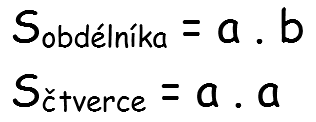 Sobdélníka = a . b
Sčtverce = a . a